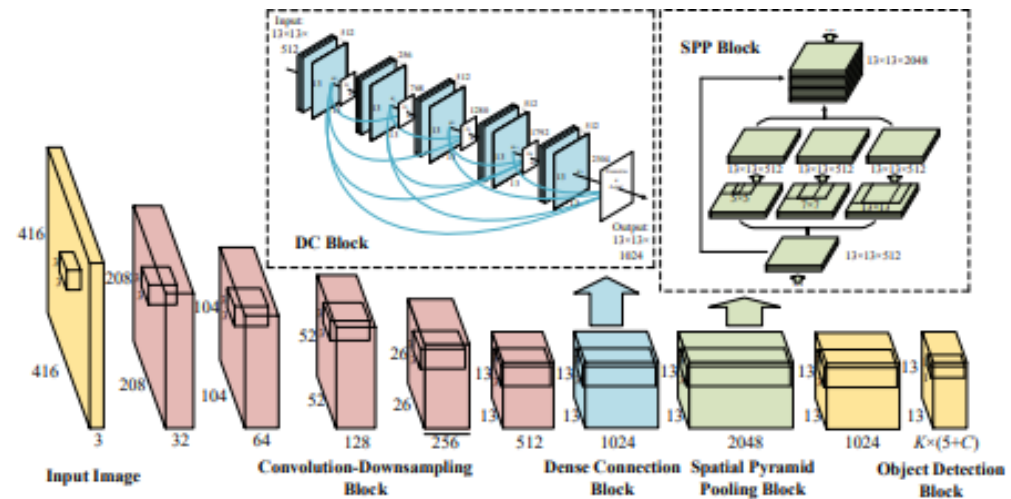 Input:
13×13×
512
512
256
512
512
512
768
1280
1792
DC Block
Output:
13×13×
1024
SPP Block
13×13×2048
13×13×512 13×13×512 13×13×512
5×5 7×7
13×13×512
416
416
3
208
208
32
104
104
64
52
52
128
26
26
256
13
13
512
13
13
1024
13
13
2048
13
13
1024
13
13
K×(5+C)
Input Image
Convolution-Downsampling
Block
Dense Connection
Block
Spatial Pyramid
Pooling Block
Object Detection
Block